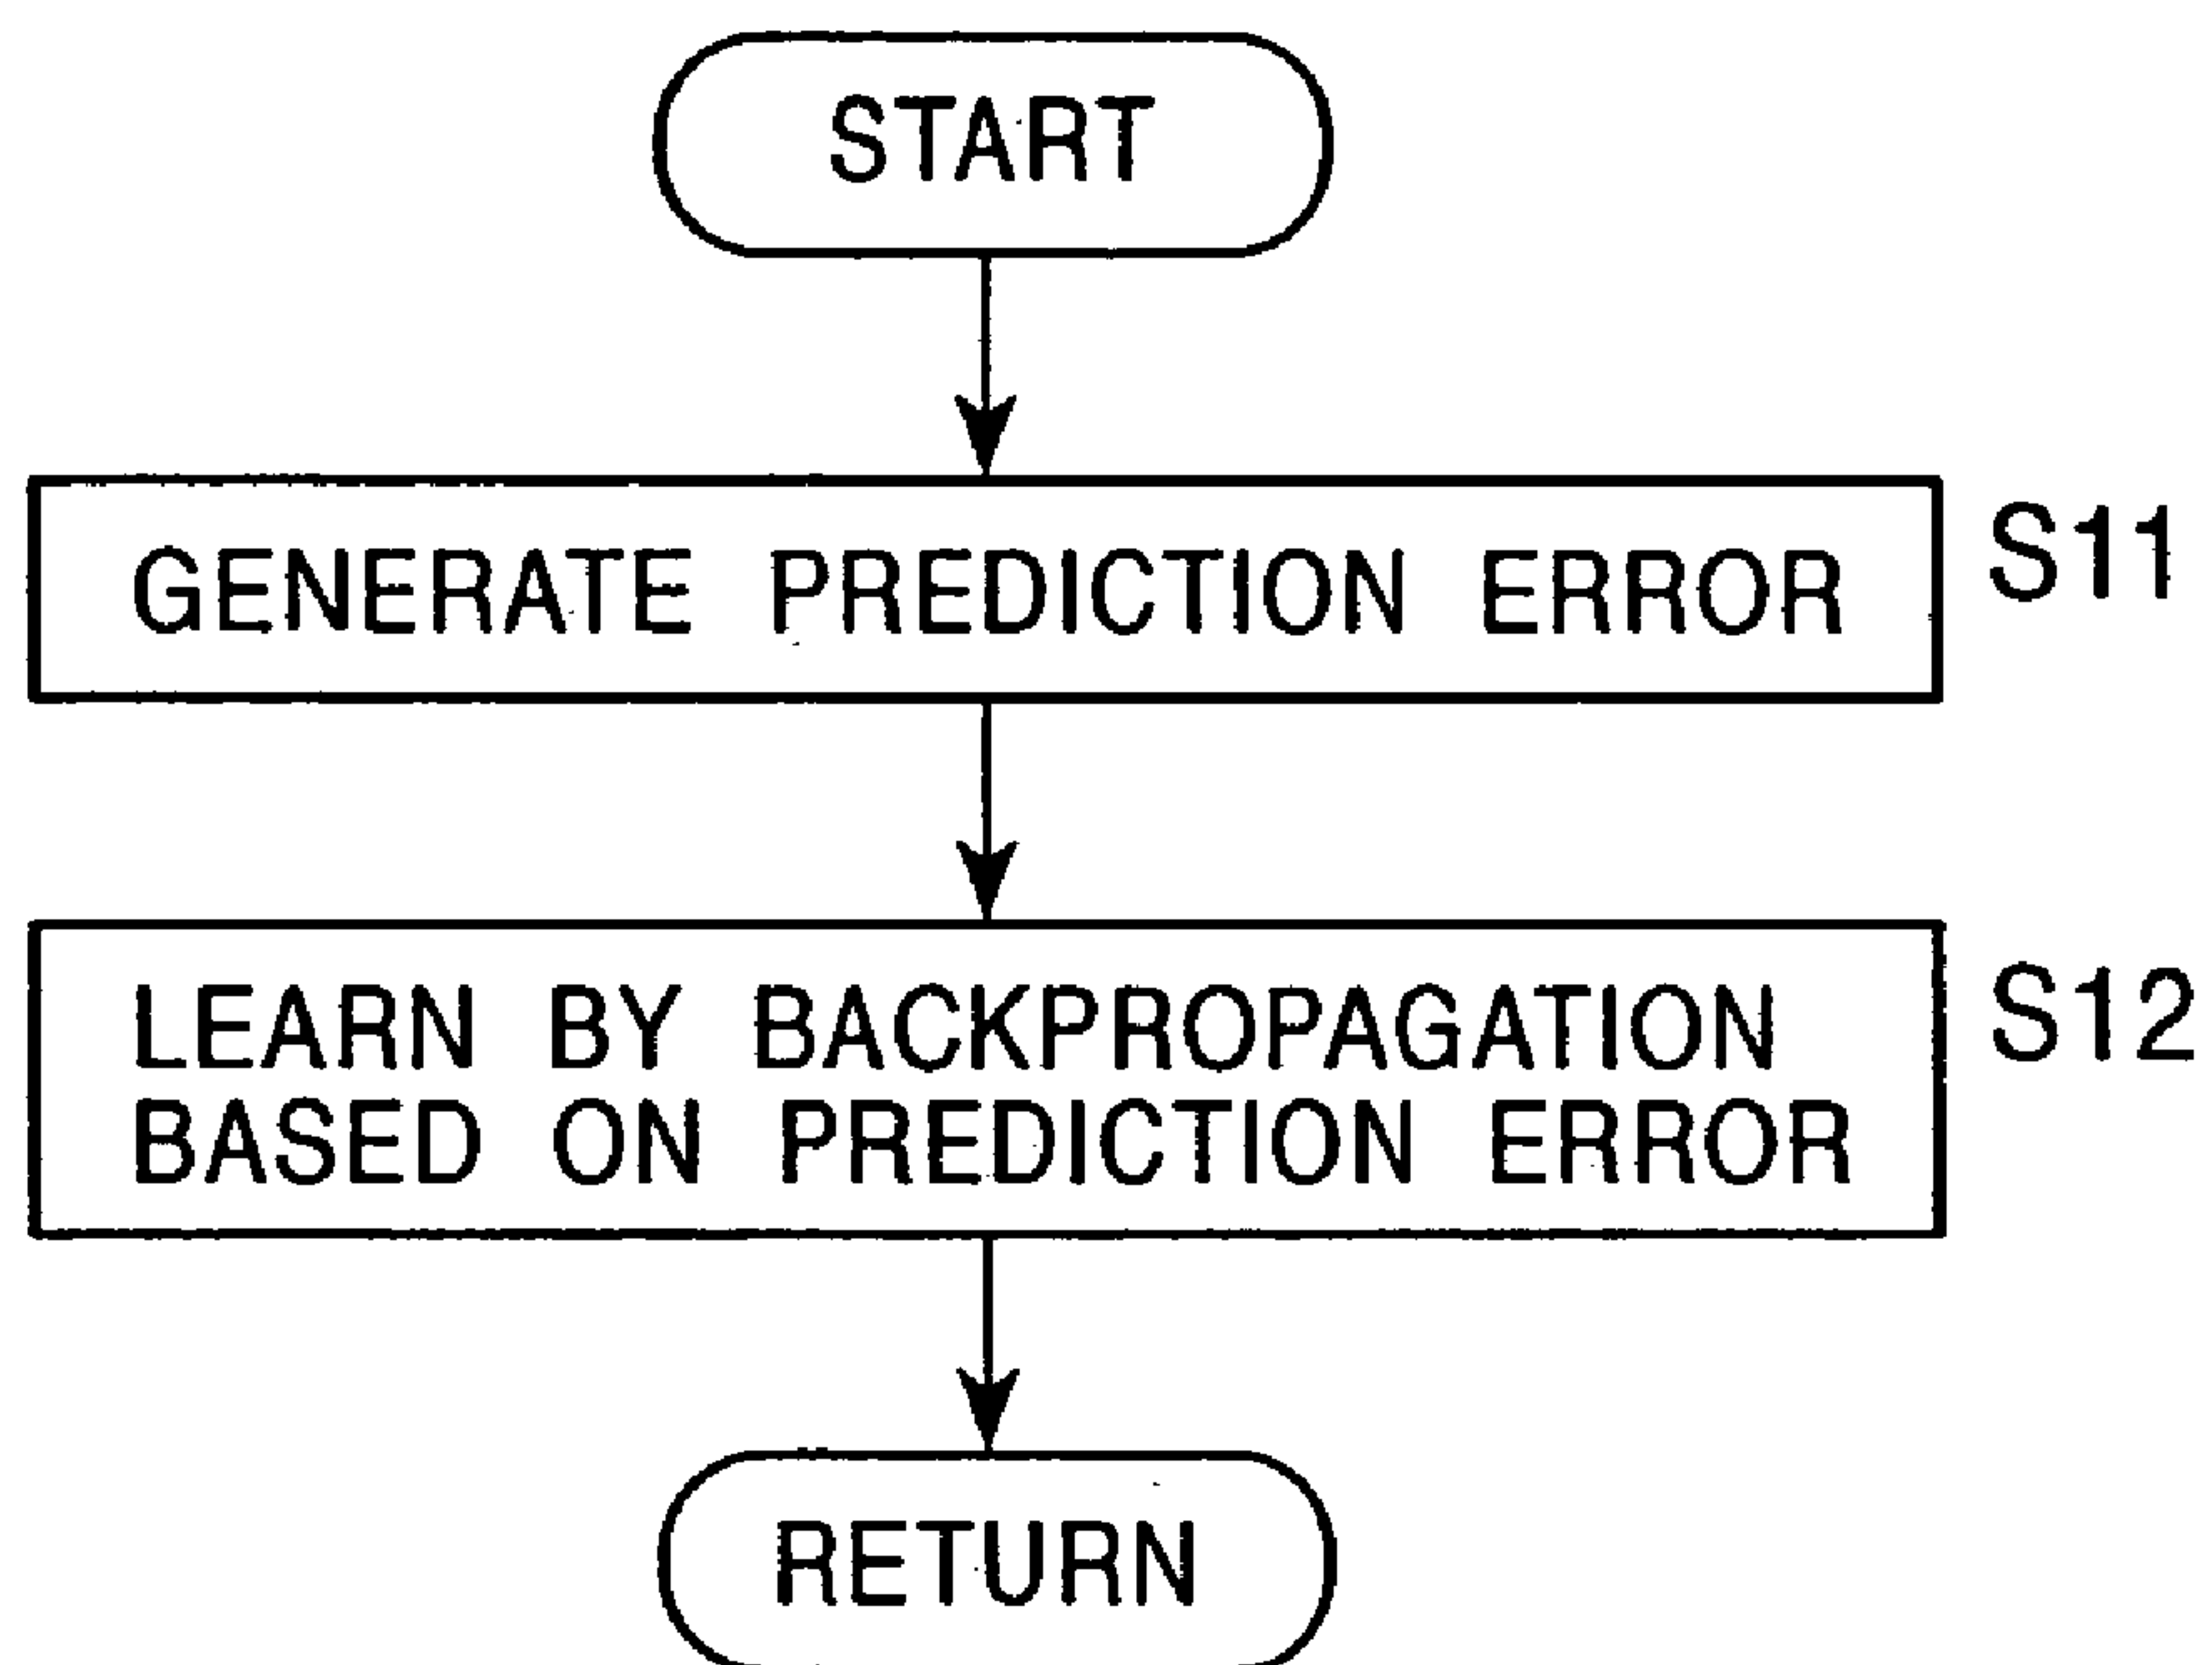 START
GENERATE PREDICTION ERROR S11
LEARN BY BACKPROPAGATION S12
BASED ON PREDICTION ERROR
RETURN